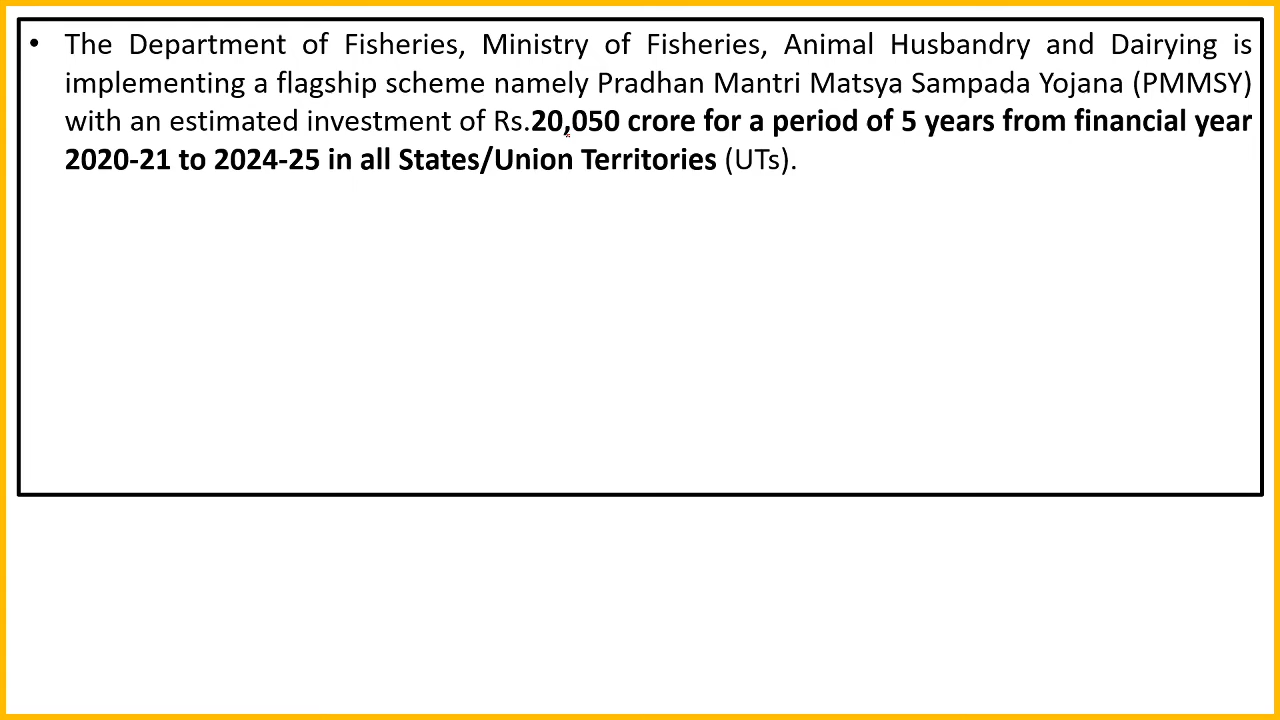 • The Department of Fisheries, Ministry of Fisheries, Animal Husbandry and Dairying is
implementing a flagship scheme namely Pradhan Mantri Matsya Sampada Yojana (PMMSY)
with an estimated investment of Rs.20,050 crore for a period of 5 years from financial year
2020-21 to 2024-25 in all States/Union Territories (UTs).